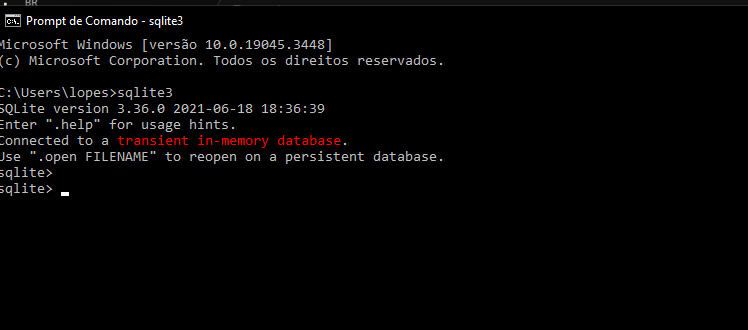 BR
Prompt de Comando - sqlite3
Microsoft Windows [versão 10.0.19045.3448]
(c) Microsoft Corporation. Todos os direitos reservados.
C:\Users\lopes>sqlite3
SQLite version 3.36.0 2021-06-18 18:36:39
Enter ".help" for usage hints.
Connected to a transient in-memory database.
Use ".open FILENAME" to reopen on a persistent database.
sqlite>
sqlite>